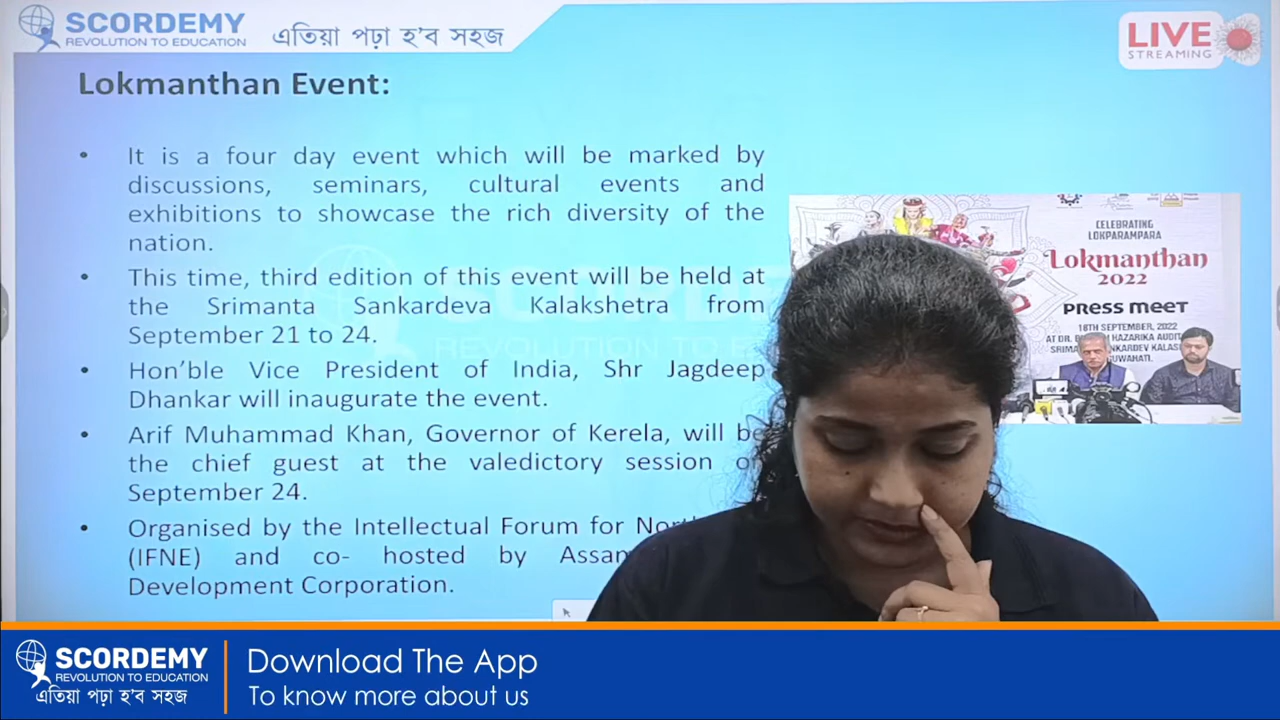 SCORDEMY
REVOLUTION TO EDUCATION
এতিয়া পঢ়া হ'ব সহজ
LIVE
STREAMING
Lokmanthan Event:
• It is a four day event which will be marked by
discussions, seminars, cultural events and
exhibitions to showcase the rich diversity of the
nation.
• This time, third edition of this event will be held at
the Srimanta Sankardeva Kalakshetra from
September 21 to 24.
• Hon'ble Vice President of India, Shr Jagdeep
Dhankar will inaugurate the event.
• Arif Muhammad Khan, Governor of Kerela, will be
the chief guest at the valedictory session
September 24.
• Organised by the Intellectual Forum for
(IFNE) and co- hosted by
Development Corporation.
CELEBRATING
LOKPARAMPARA
Lokmanthan
2022
PRESS MEET
18TH SEPTEMBER, 2022
AT DR. HAZARIKA
SCORDEMY
REVOLUTION TO EDUCATION
এতিয়া পঢ়া হ'ব সহজ
Download The App
To know more about us